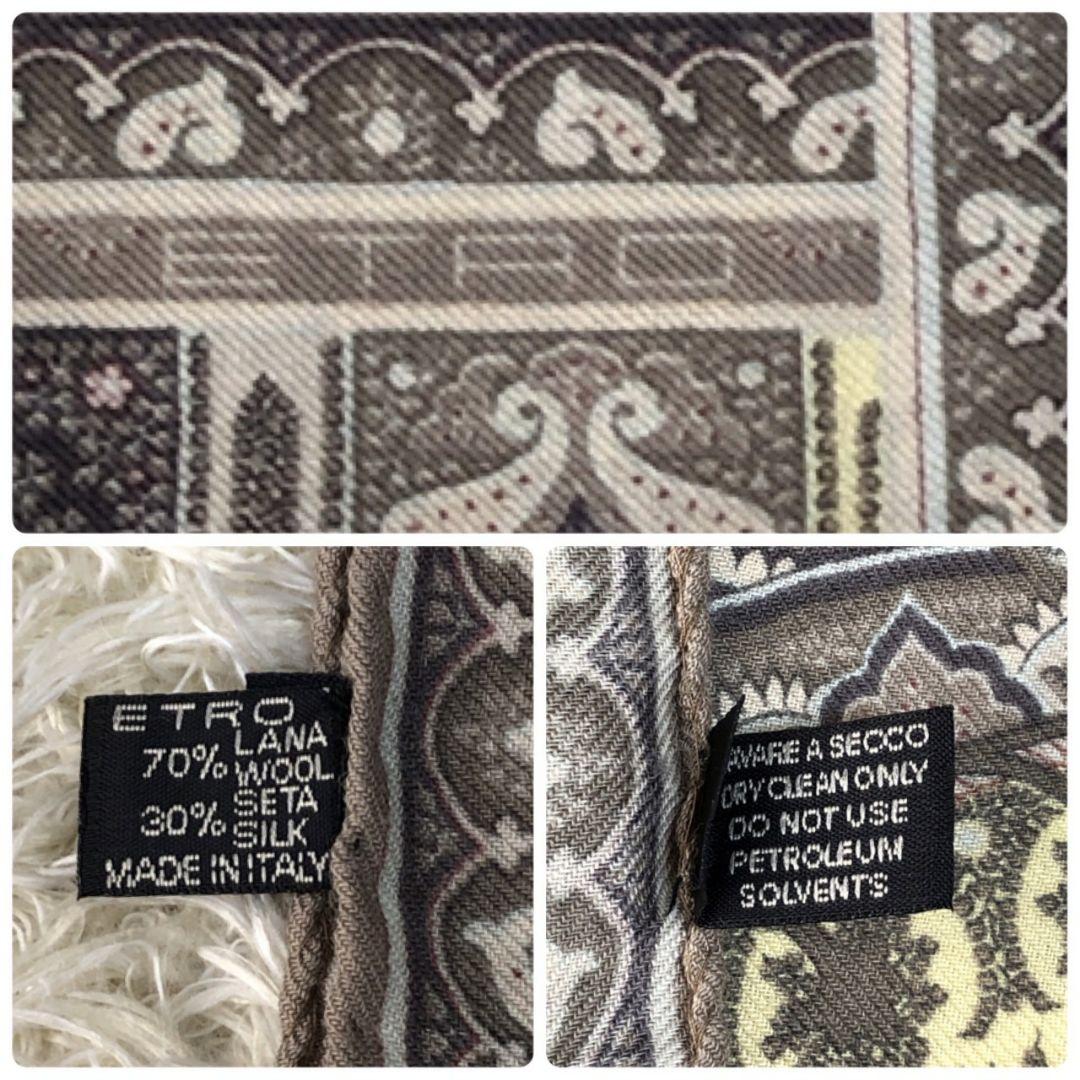 ETRO
ETRO
70% LANA WOOL
30% SETA SILK
MADE IN ITALY
LAVARE A SECCO
DRY CLEAN ONLY
DO NOT USE
PETROLEUM
SOLVENTS